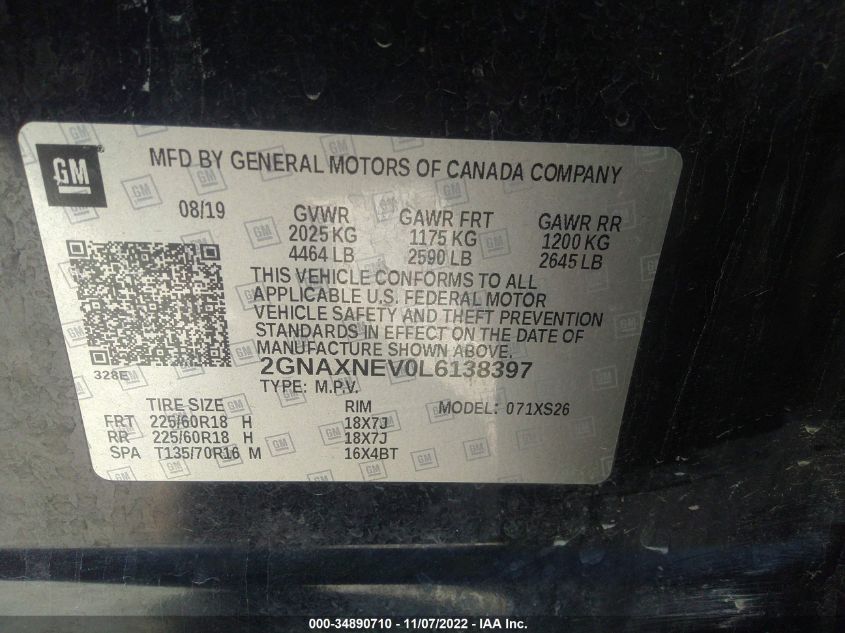 GM MFD BY GENERAL MOTORS OF CANADA COMPANY
08/19 GVWR GAWR FRT GAWR RR
2025 KG 1175 KG 1200 KG
4464 LB 2590 LB 2645 LB
THIS VEHICLE CONFORMS TO ALL
APPLICABLE U.S. FEDERAL MOTOR
VEHICLE SAFETY AND THEFT PREVENTION
STANDARDS IN EFFECT ON THE DATE OF
MANUFACTURE SHOWN ABOVE.
328E 2GNAXNEV0L6138397
TYPE: M.P.V.
TIRE SIZE RIM MODEL: 071XS26
FRT 225/60R18 H 18X7J
RR 225/60R18 H 18X7J
SPA T135/70R16 M 16X4BT
000-34890710 - 11/07/2022 - IAA Inc.